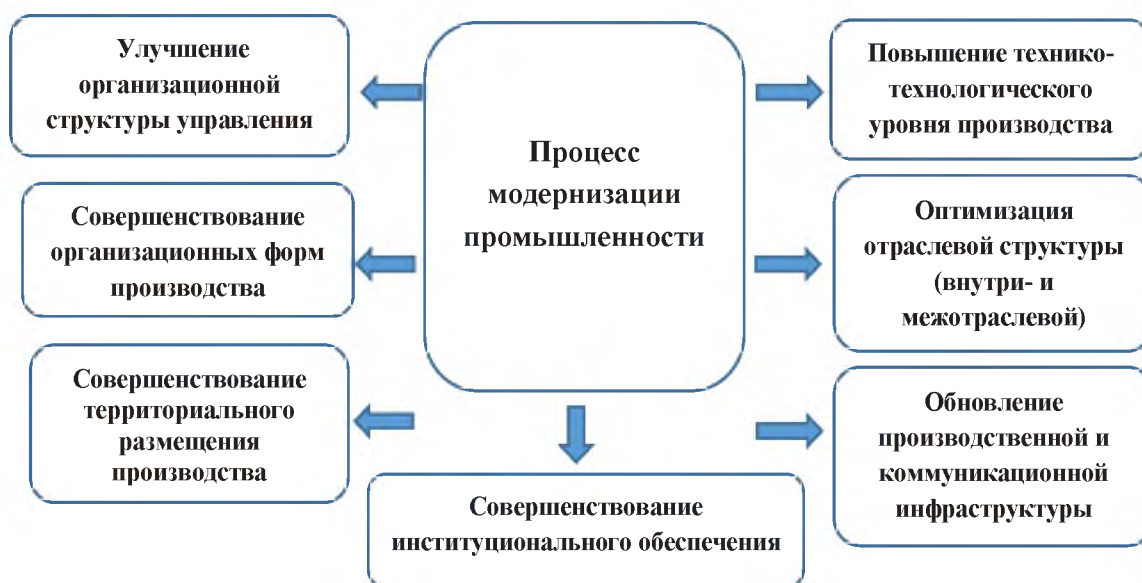 Улучшение
организационной
структуры управления
Совершенствование
организационных форм
производства
Совершенствование
территориального
размещения
производства
Процесс
модернизации
промышленности
Совершенствование
институционального обеспечения
Повышение технико-
технологического
уровня производства
Оптимизация
отраслевой структуры
(внутри- и
межотраслевой)
Обновление
производственной и
коммуникационной
инфраструктуры